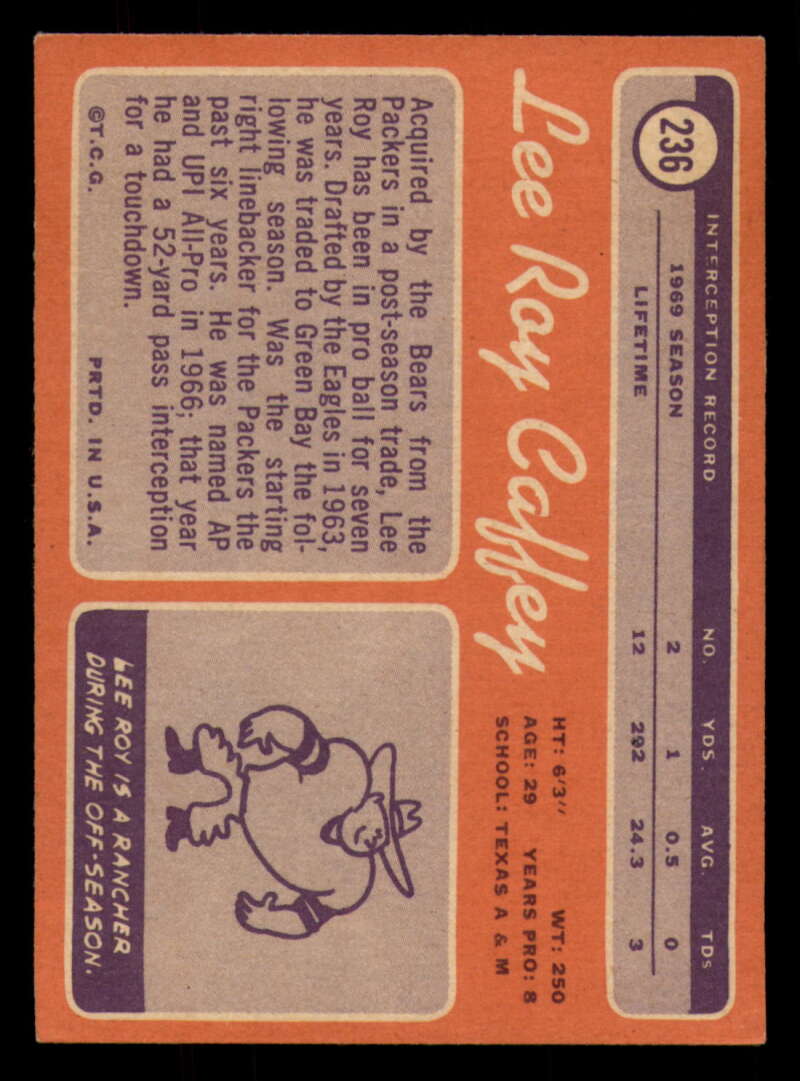 236
INTERCEPTION RECORD NO. YDS. AVG. TDs
1969 SEASON 2 1 0.5 0
LIFETIME 12 292 24.3 3
Lee Roy Caffey
HT: 6'3" WT: 250
AGE: 29 YEARS PRO: 8
SCHOOL: TEXAS A & M
Acquired by the Bears from the
Packers in a post-season trade, Lee
Roy has been in pro ball for seven
years. Drafted by the Eagles in 1963,
he was traded to Green Bay the fol-
lowing season. Was the starting
right linebacker for the Packers the
past six years. He was named AP
and UPI All-Pro in 1966; that year
he had a 52-yard pass interception
for a touchdown.
©T.C.G. PRTD. IN U.S.A.
LEE ROY IS A RANCHER
DURING THE OFF-SEASON.